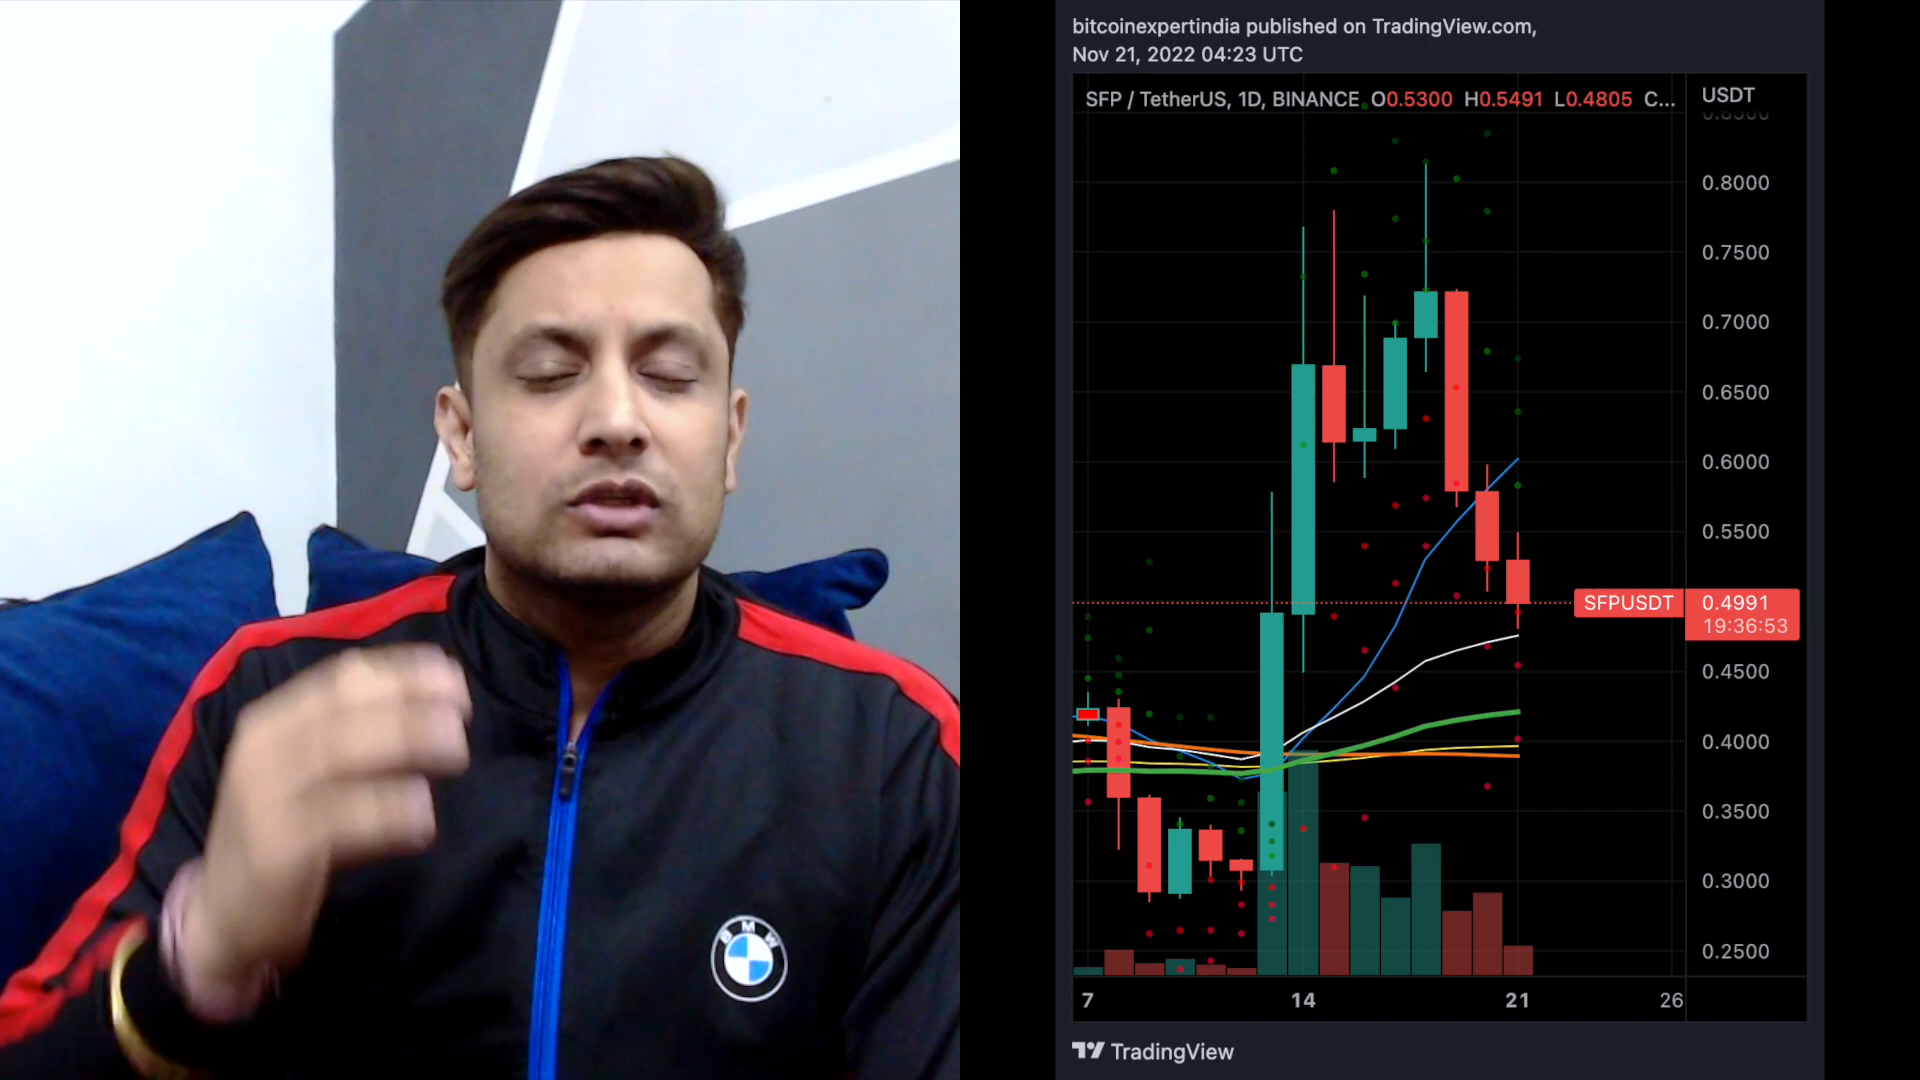 bitcoinexpertindia published on TradingView.com,
Nov 21, 2022 04:23 UTC
SFP / TetherUS, 1D, BINANCE O0.5300 H0.5491 L0.4805 C...
USDT
0.8500
0.8000
0.7500
0.7000
0.6500
0.6000
0.5500
SFPUSDT 0.4991
19:36:53
0.4500
0.4000
0.3500
0.3000
0.2500
7 14 21 26
TradingView
BMW